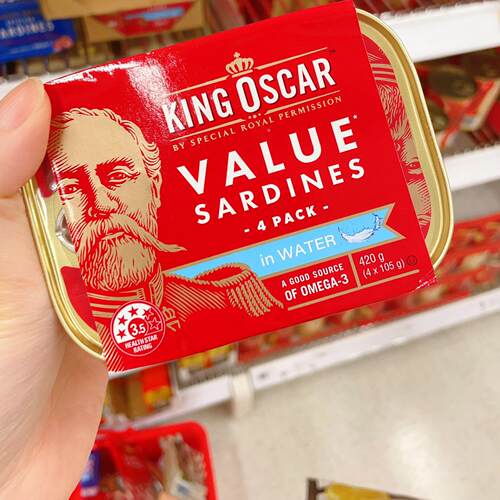 SARDINES
KING OSCAR
BY SPECIAL ROYAL PERMISSION
VALUE*
SARDINES
- 4 PACK -
in WATER
A GOOD SOURCE
OF OMEGA-3
420 g
(4 x 105 g)
3.5
HEALTH STAR
RATING